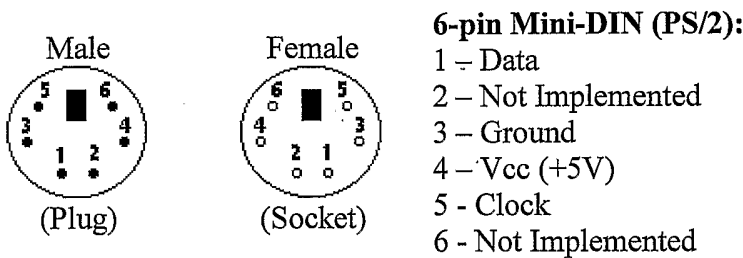 Male
5 6
3 4
1 2
(Plug)
Female
6 5
4 3
2 1
(Socket)
6-pin Mini-DIN (PS/2):
1 – Data
2 – Not Implemented
3 – Ground
4 – Vcc (+5V)
5 - Clock
6 - Not Implemented